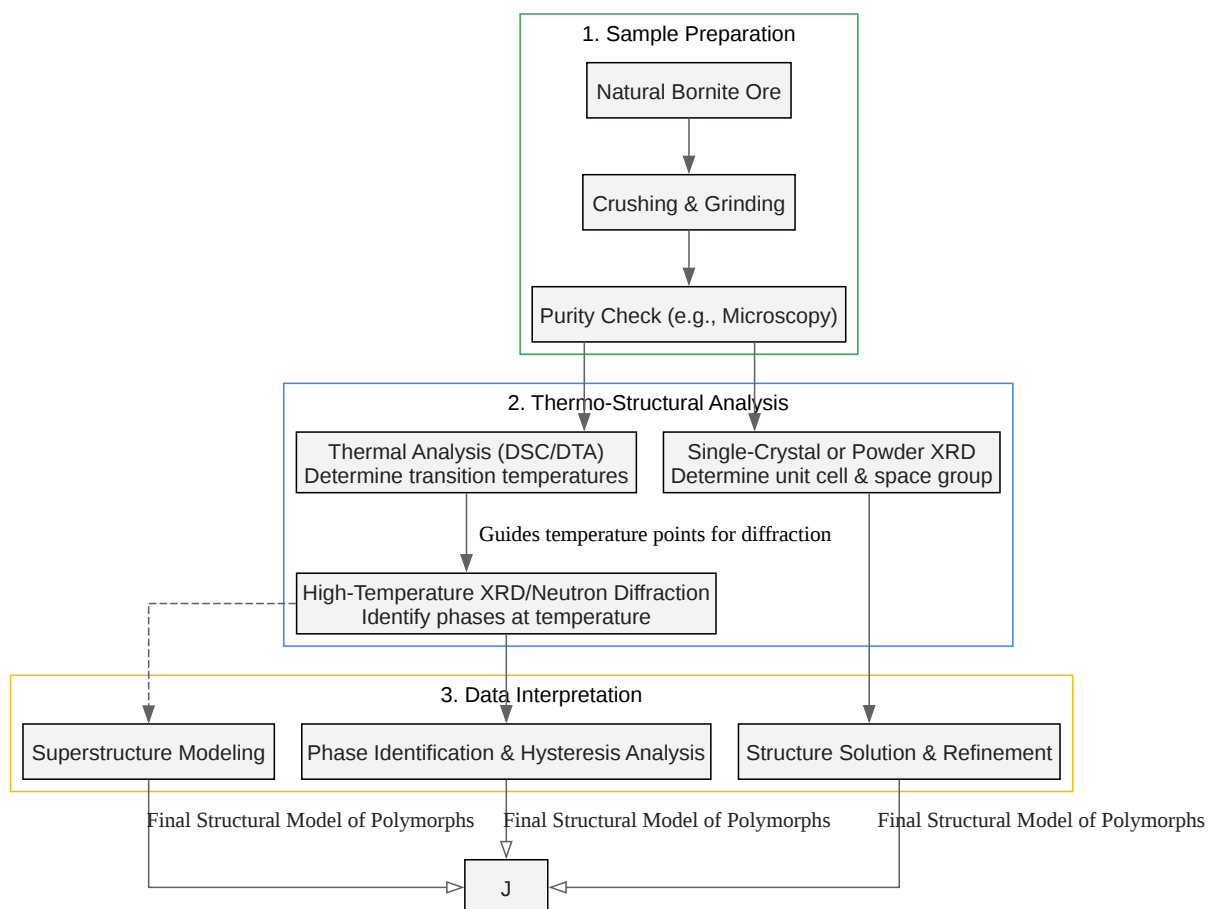 1. Sample Preparation
Natural Bornite Ore
Crushing & Grinding
Purity Check (e.g., Microscopy)
2. Thermo-Structural Analysis
Thermal Analysis (DSC/DTA)
Determine transition temperatures
Single-Crystal or Powder XRD
Determine unit cell & space group
Guides temperature points for diffraction
High-Temperature XRD/Neutron Diffraction
Identify phases at temperature
3. Data Interpretation
Superstructure Modeling
Phase Identification & Hysteresis Analysis
Structure Solution & Refinement
Final Structural Model of Polymorphs
Final Structural Model of Polymorphs
Final Structural Model of Polymorphs
J